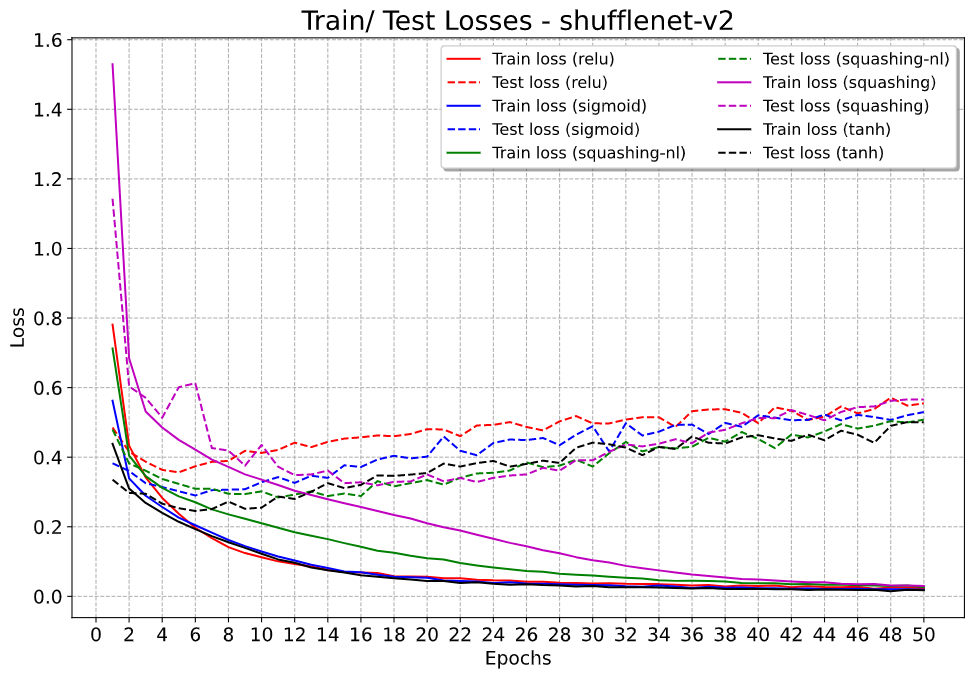 Train/ Test Losses - shufflenet-v2
Train loss (relu)
Test loss (relu)
Train loss (sigmoid)
Test loss (sigmoid)
Train loss (squashing-nl)
Test loss (squashing-nl)
Train loss (squashing)
Test loss (squashing)
Train loss (tanh)
Test loss (tanh)
Loss
1.6
1.4
1.2
1.0
0.8
0.6
0.4
0.2
0.0
0 2 4 6 8 10 12 14 16 18 20 22 24 26 28 30 32 34 36 38 40 42 44 46 48 50
Epochs